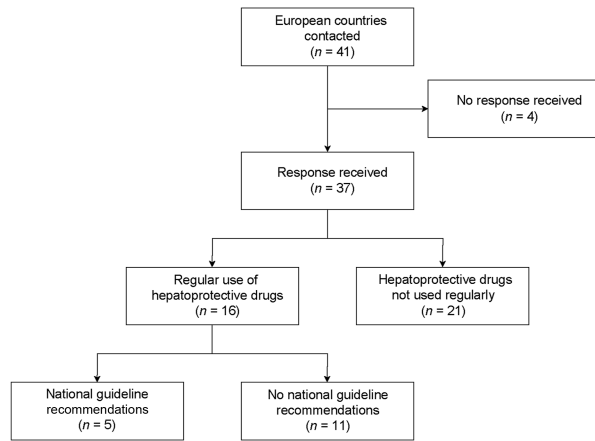 European countries
contacted
(n = 41)
No response received
(n = 4)
Response received
(n = 37)
Regular use of
hepatoprotective drugs
(n = 16)
Hepatoprotective drugs
not used regularly
(n = 21)
National guideline
recommendations
(n = 5)
No national guideline
recommendations
(n = 11)